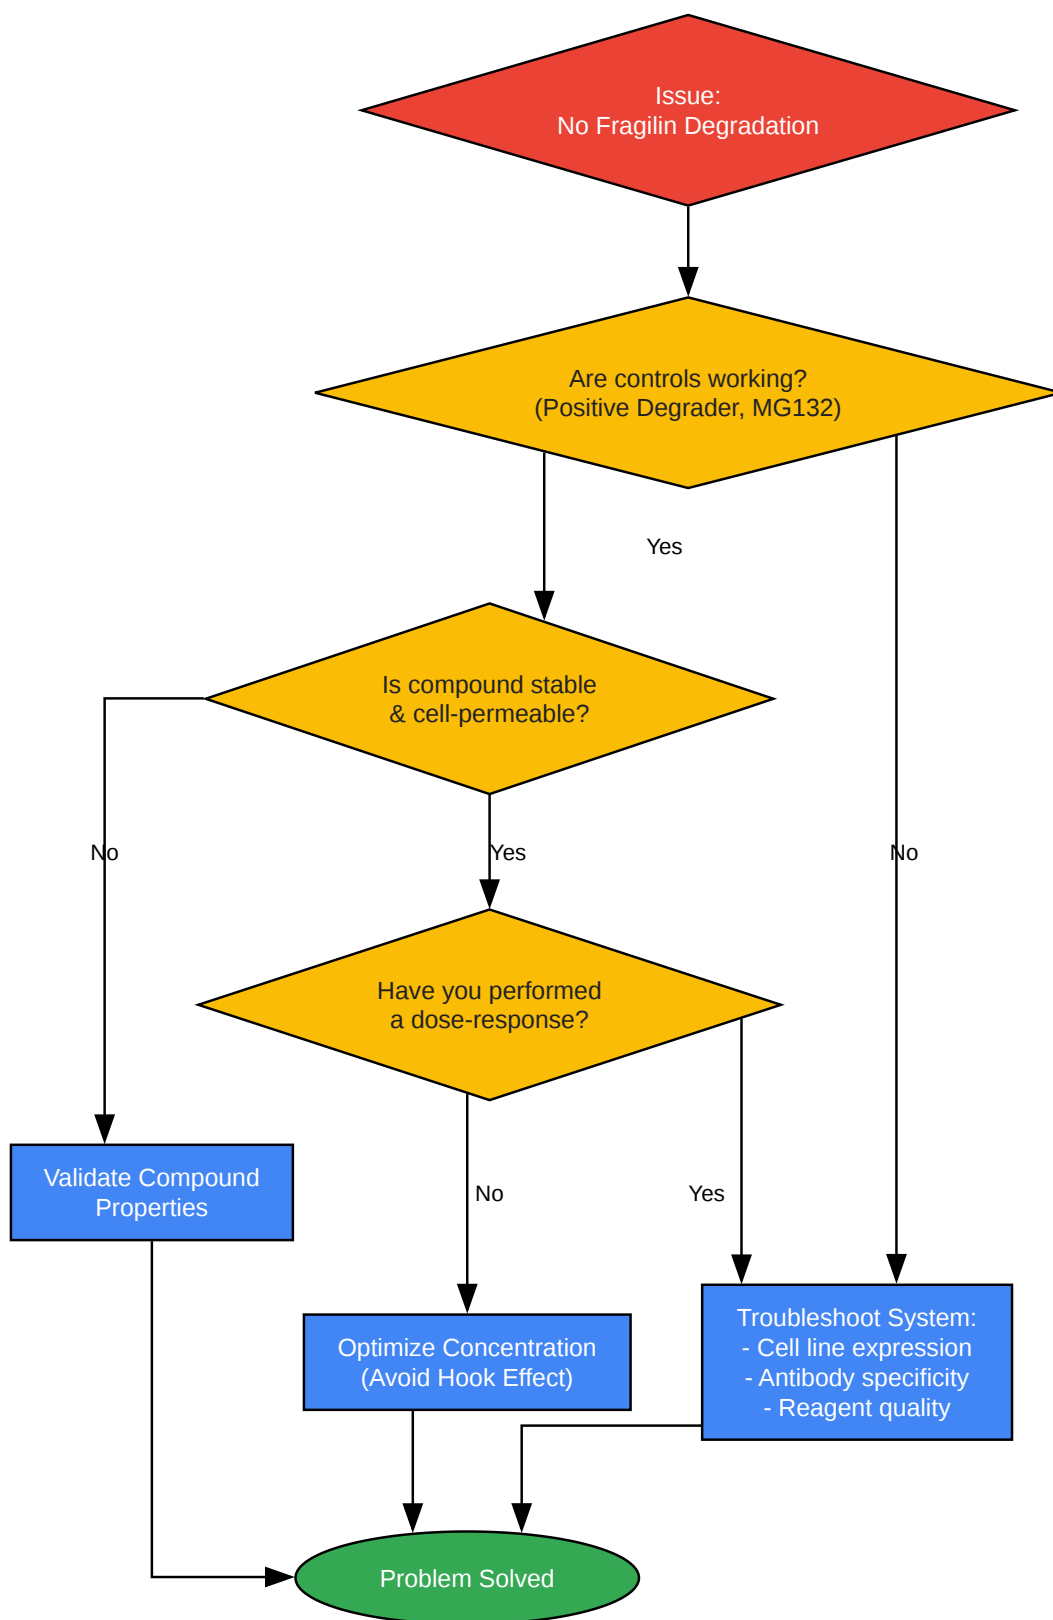 Issue:
No Fragilin Degradation
Are controls working?
(Positive Degrader, MG132)
Yes
Is compound stable
& cell-permeable?
No
Yes
No
Have you performed
a dose-response?
Validate Compound
Properties
No
Yes
Optimize Concentration
(Avoid Hook Effect)
Troubleshoot System:
- Cell line expression
- Antibody specificity
- Reagent quality
Problem Solved